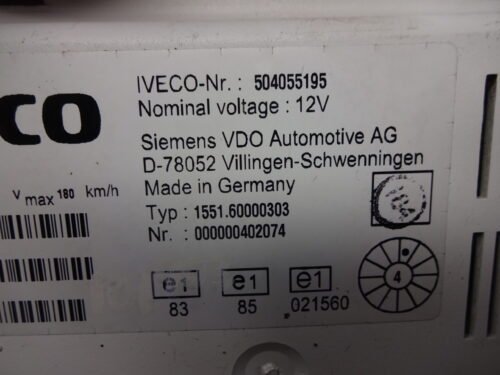 CO
IVECO-Nr. : 504055195
Nominal voltage : 12V
Siemens VDO Automotive AG
D-78052 Villingen-Schwenningen
V max 180 km/h
Made in Germany
Typ : 1551.60000303
Nr. : 000000402074
e1 e1 e1
83 85 021560
4